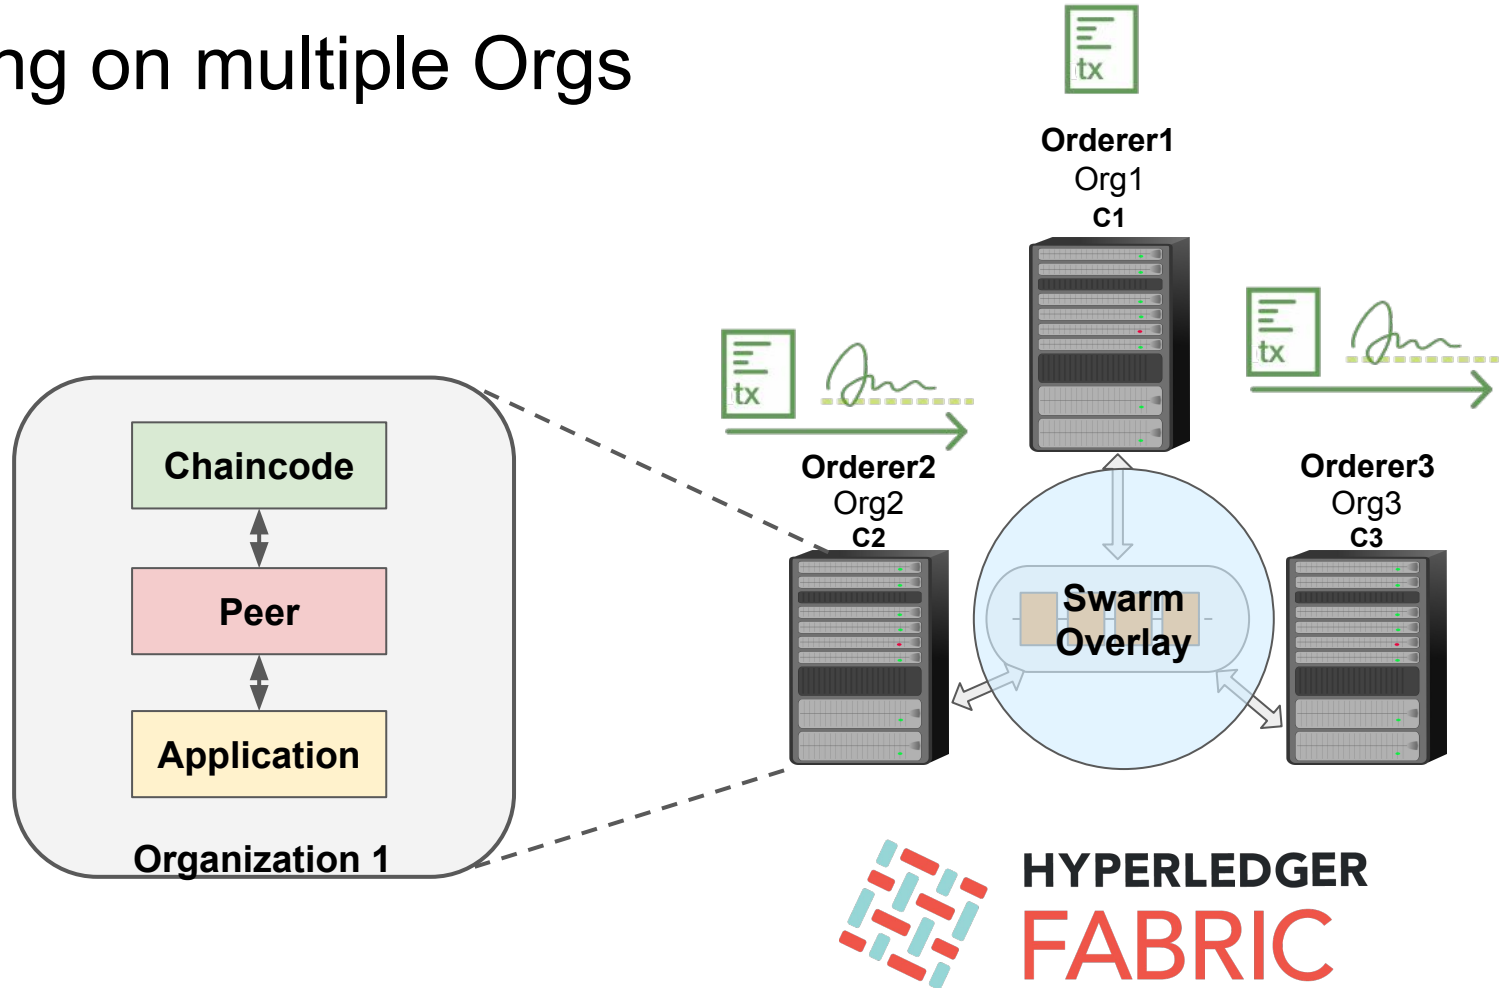 ng on multiple Orgs
tx
Orderer1
Org1
C1
tx
tx
Orderer2
Org2
C2
Orderer3
Org3
C3
Swarm
Overlay
Chaincode
Peer
Application
Organization 1
HYPERLEDGER
FABRIC